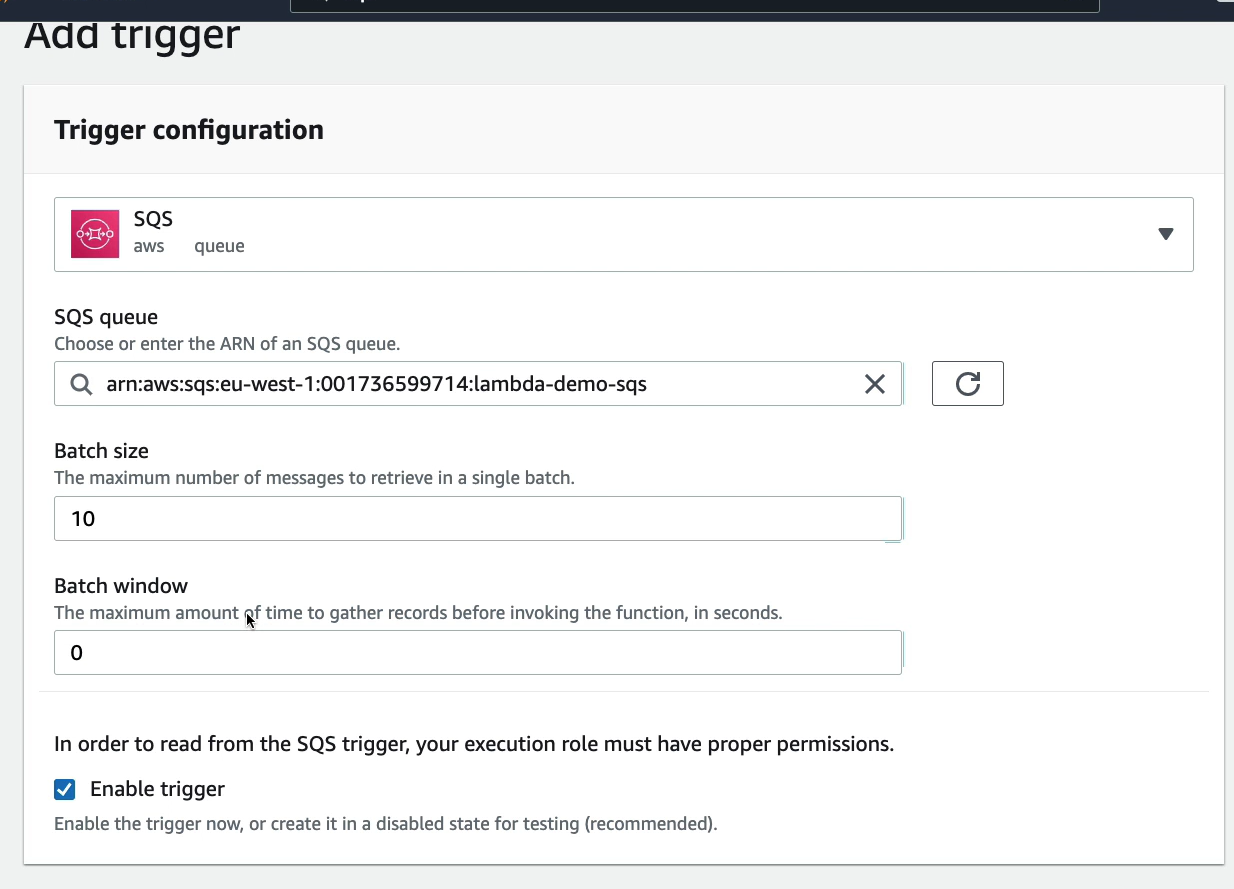 Add trigger
Trigger configuration
SQS
aws queue
SQS queue
Choose or enter the ARN of an SQS queue.
arn:aws:sqs:eu-west-1:001736599714:lambda-demo-sqs
Batch size
The maximum number of messages to retrieve in a single batch.
10
Batch window
The maximum amount of time to gather records before invoking the function, in seconds.
0
In order to read from the SQS trigger, your execution role must have proper permissions.
Enable trigger
Enable the trigger now, or create it in a disabled state for testing (recommended).